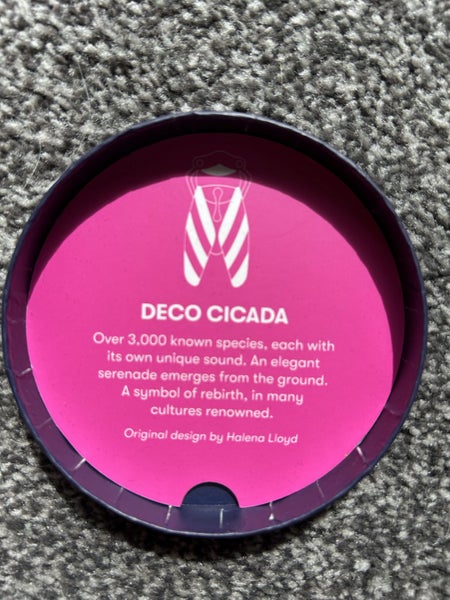 DECO CICADA
Over 3,000 known species, each with
its own unique sound. An elegant
serenade emerges from the ground.
A symbol of rebirth, in many
cultures renowned.
Original design by Halena Lloyd